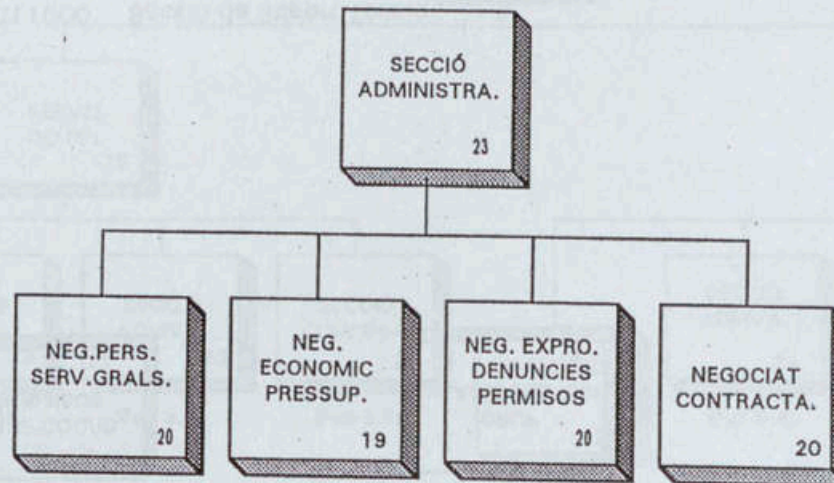 SECCIÓ
ADMINISTRA.
23
NEG.PERS.
SERV.GRALS.
20
NEG.
ECONOMIC
PRESSUP.
19
NEG. EXPRO.
DENUNCIES
PERMISOS
20
NEGOCIAT
CONTRACTA.
20